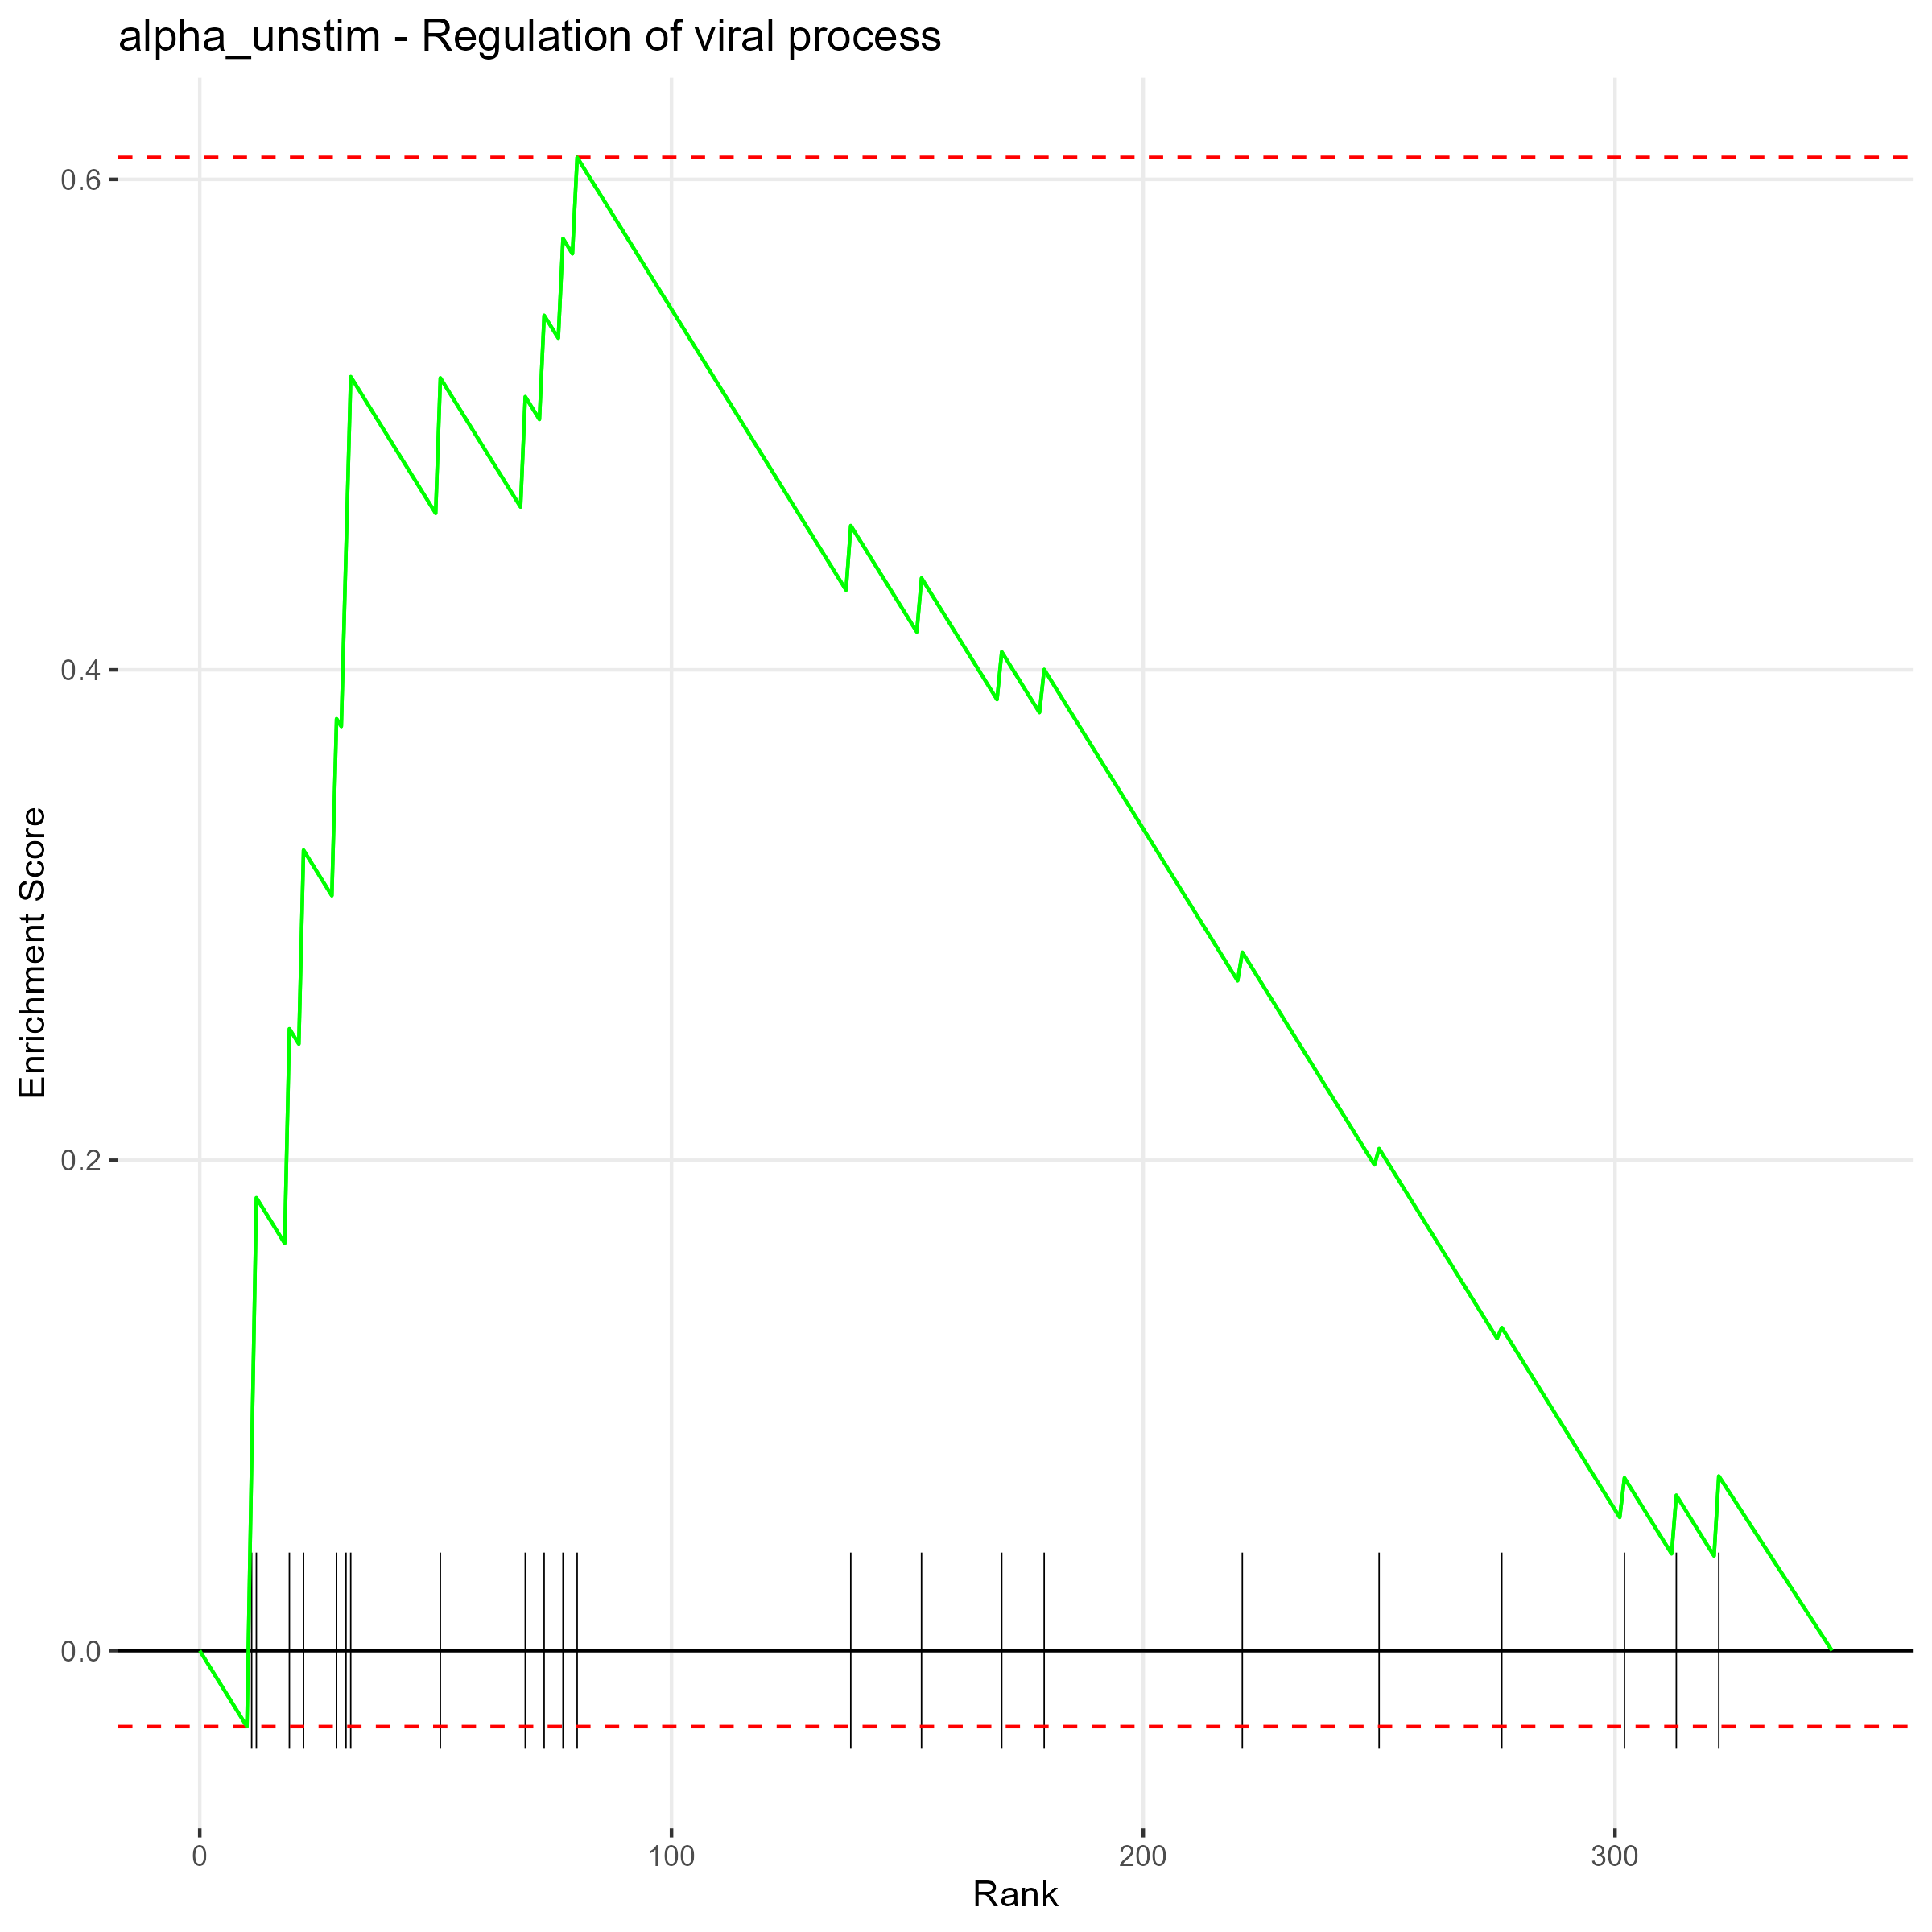 alpha_unstim - Regulation of viral process
0.6
0.4
0.2
0.0
Enrichment Score
0 100 200 300
Rank